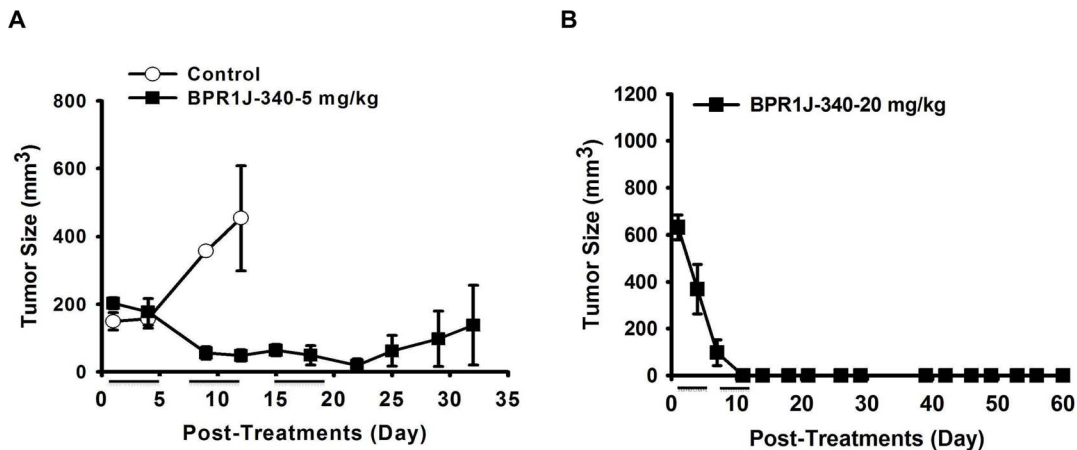 A
Control
BPR1J-340-5 mg/kg
800
600
400
200
0
Tumor Size (mm³)
0 5 10 15 20 25 30 35
Post-Treatments (Day)
B
BPR1J-340-20 mg/kg
1200
1000
800
600
400
200
0
Tumor Size (mm³)
0 10 20 30 40 50 60
Post-Treatments (Day)